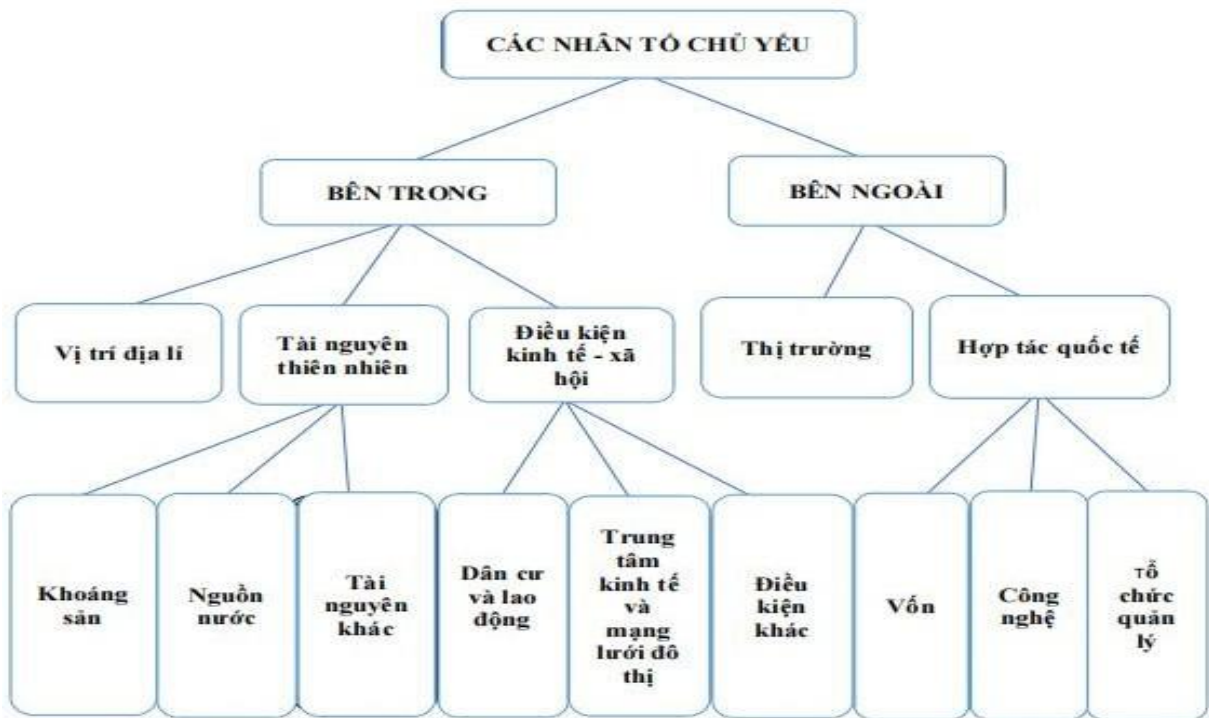 CÁC NHÂN TỐ CHỦ YẾU
BÊN TRONG
BÊN NGOÀI
Vị trí địa lí
Tài nguyên
thiên nhiên
Điều kiện
kinh tế - xã
hội
Thị trường
Hợp tác quốc tế
Khoáng
sản
Nguồn
nước
Tài
nguyên
khác
Dân cư
và lao
động
Trung
tâm
kinh tế
và
mạng
lưới đô
thị
Điều
kiện
khác
Vốn
Công
nghệ
Tổ
chức
quản
lý